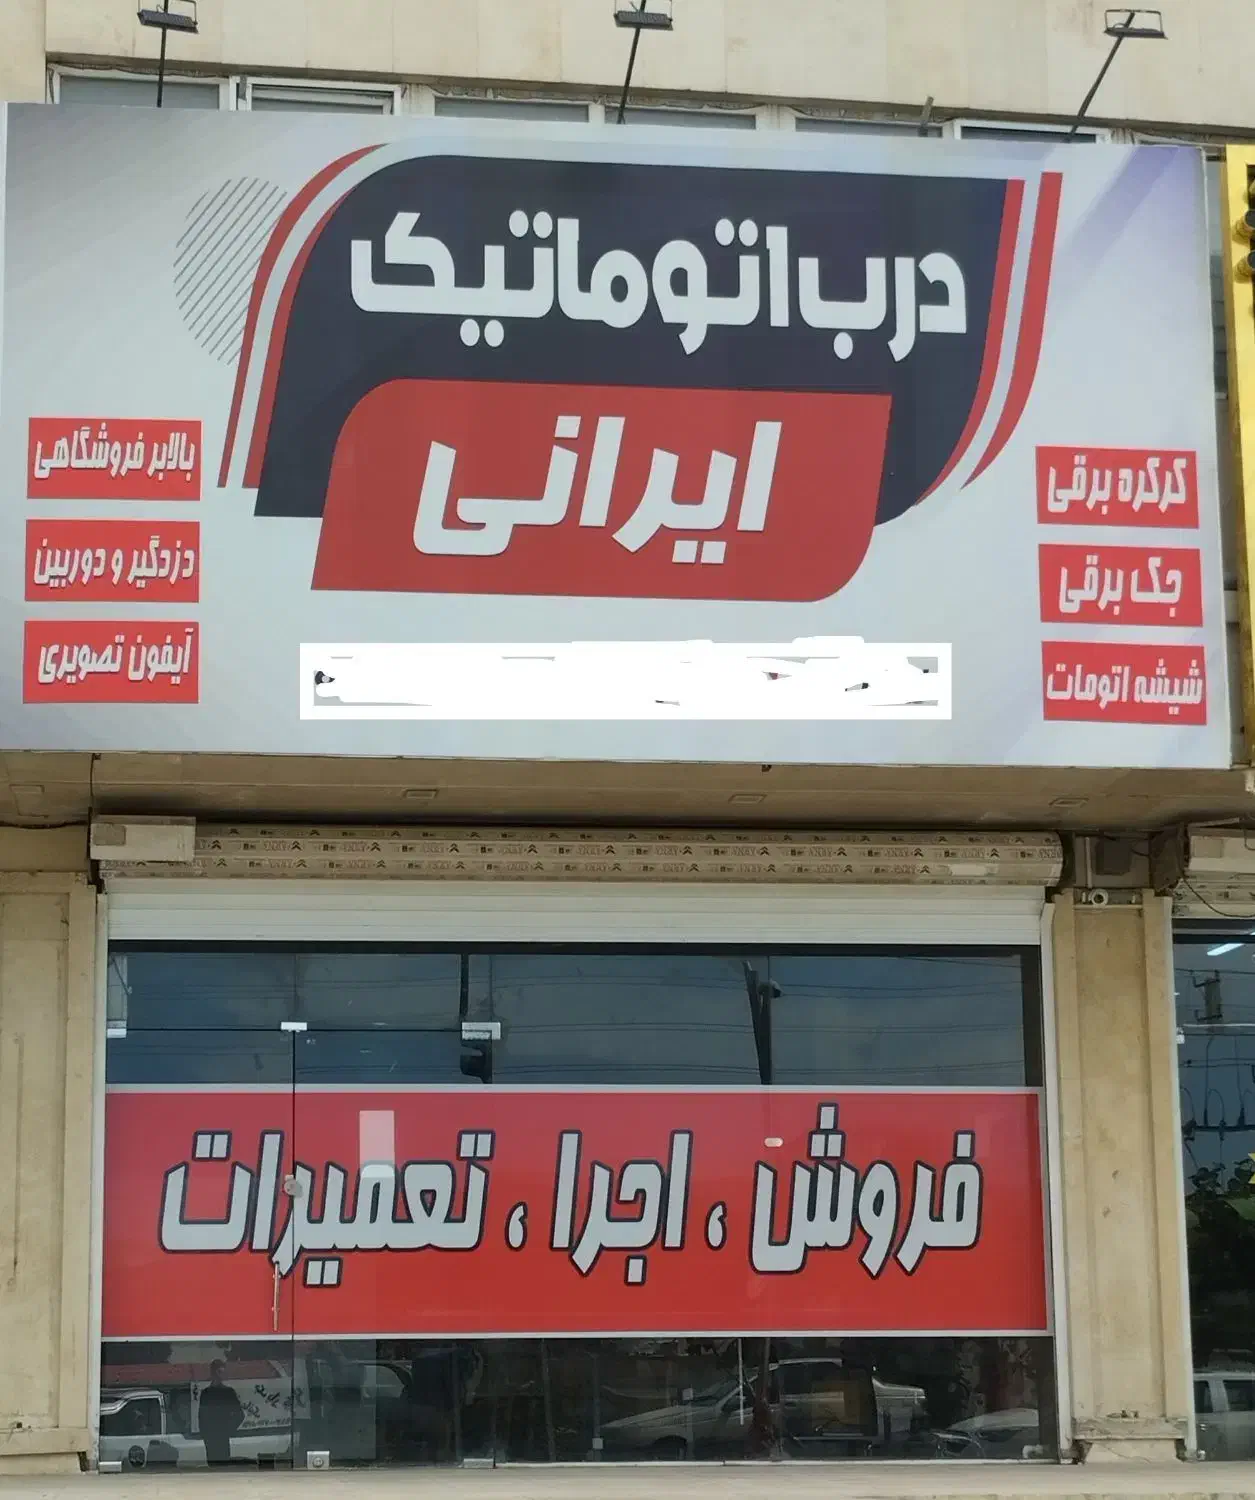 درب اتوماتیک
ایرانی
کرکره برقی
جک برقی
شیشه اتومات
بالابر فروشگاهی
دزدگیر و دوربین
آیفون تصویری
فروش ، اجرا ، تعمیرات